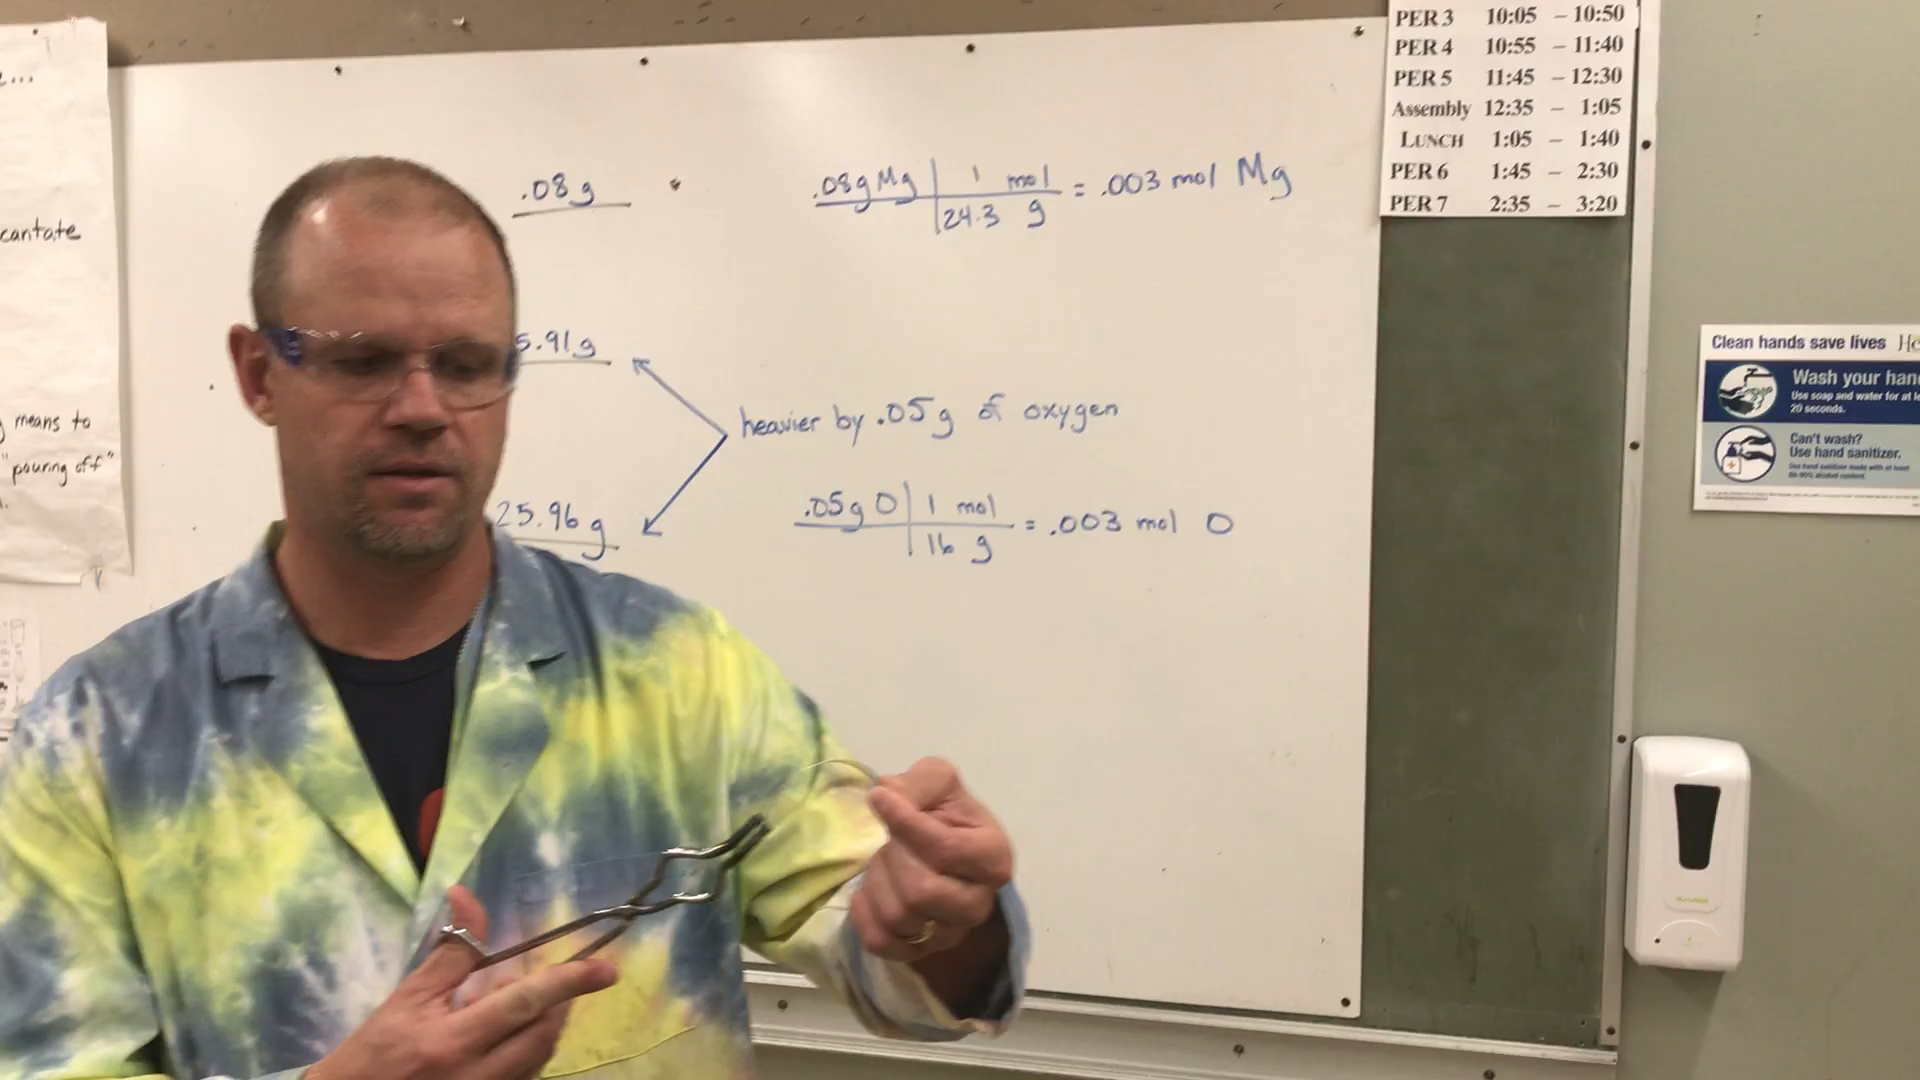 ...
cantate
means to
"pouring off"
.08g
.08g Mg | 1 mol = .003 mol Mg
24.3 g
5.91g
heavier by .05g of oxygen
25.96 g
.05g O | 1 mol = .003 mol O
16 g
PER 3 10:05 – 10:50
PER 4 10:55 – 11:40
PER 5 11:45 – 12:30
Assembly 12:35 – 1:05
LUNCH 1:05 – 1:40
PER 6 1:45 – 2:30
PER 7 2:35 – 3:20
Clean hands save lives
Wash your han
Use soap and water for at le
20 seconds.
Can't wash?
Use hand sanitizer.